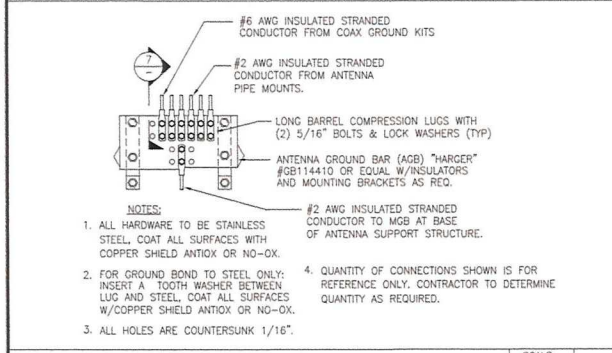 #6 AWG INSULATED STRANDED
CONDUCTOR FROM COAX GROUND KITS
7
–
#2 AWG INSULATED STRANDED
CONDUCTOR FROM ANTENNA
PIPE MOUNTS.
LONG BARREL COMPRESSION LUGS WITH
(2) 5/16" BOLTS & LOCK WASHERS (TYP)
ANTENNA GROUND BAR (AGB) "HARGER"
#GB114410 OR EQUAL W/INSULATORS
AND MOUNTING BRACKETS AS REQ.
#2 AWG INSULATED STRANDED
CONDUCTOR TO MGB AT BASE
OF ANTENNA SUPPORT STRUCTURE.
NOTES:
1. ALL HARDWARE TO BE STAINLESS
STEEL, COAT ALL SURFACES WITH
COPPER SHIELD ANTIOX OR NO-OX.
2. FOR GROUND BOND TO STEEL ONLY:
INSERT A TOOTH WASHER BETWEEN
LUG AND STEEL, COAT ALL SURFACES
W/COPPER SHIELD ANTIOX OR NO-OX.
3. ALL HOLES ARE COUNTERSUNK 1/16".
4. QUANTITY OF CONNECTIONS SHOWN IS FOR
REFERENCE ONLY. CONTRACTOR TO DETERMINE
QUANTITY AS REQUIRED.